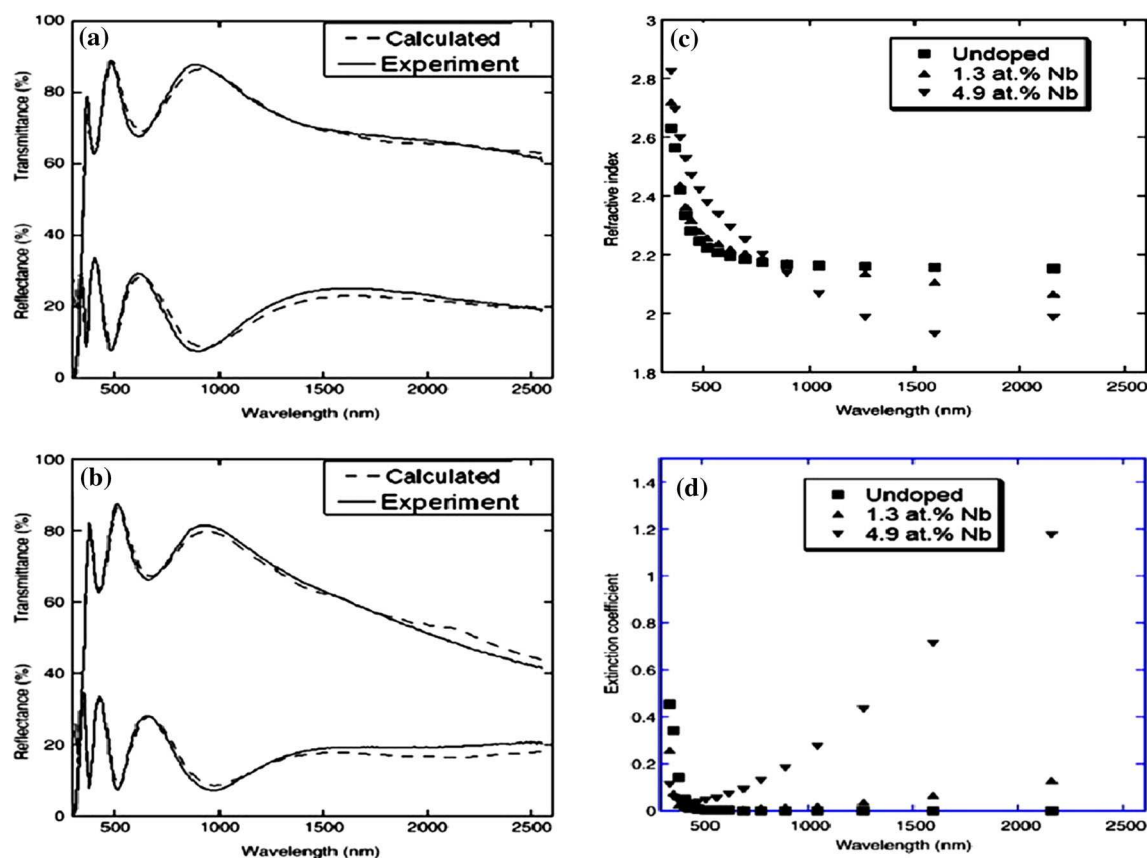 (a)
Calculated
Experiment
Transmittance (%)
Reflectance (%)
100
80
60
40
20
0
500
1000
1500
2000
2500
Wavelength (nm)
(c)
Undoped
1.3 at.% Nb
4.9 at.% Nb
Refractive index
3
2.8
2.6
2.4
2.2
2
1.8
500
1000
1500
2000
2500
Wavelength (nm)
(b)
Calculated
Experiment
Transmittance (%)
Reflectance (%)
100
80
60
40
20
0
500
1000
1500
2000
2500
Wavelength (nm)
(d)
Undoped
1.3 at.% Nb
4.9 at.% Nb
Extinction coefficient
1.4
1.2
1
0.8
0.6
0.4
0.2
0
500
1000
1500
2000
2500
Wavelength (nm)